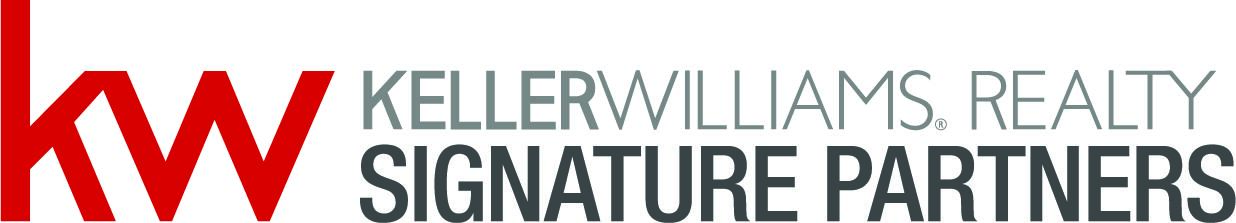 kw
KELLERWILLIAMS® REALTY
SIGNATURE PARTNERS